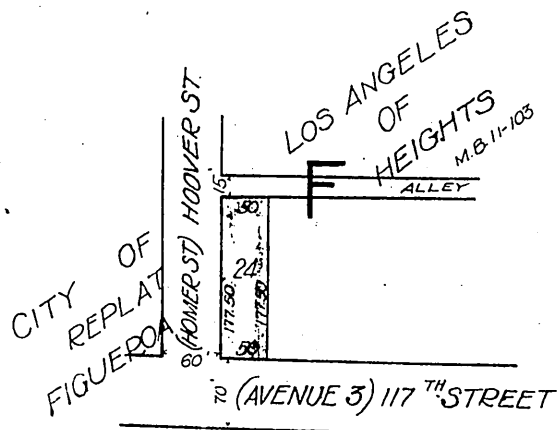 CITY OF LOS ANGELES
REPLAT OF
FIGUEROA HEIGHTS
M.B. 11-103
(HOMER ST.) HOOVER ST.
F
ALLEY
15
50
24
177.50
177.50
50
60
70
(AVENUE 3) 117TH STREET